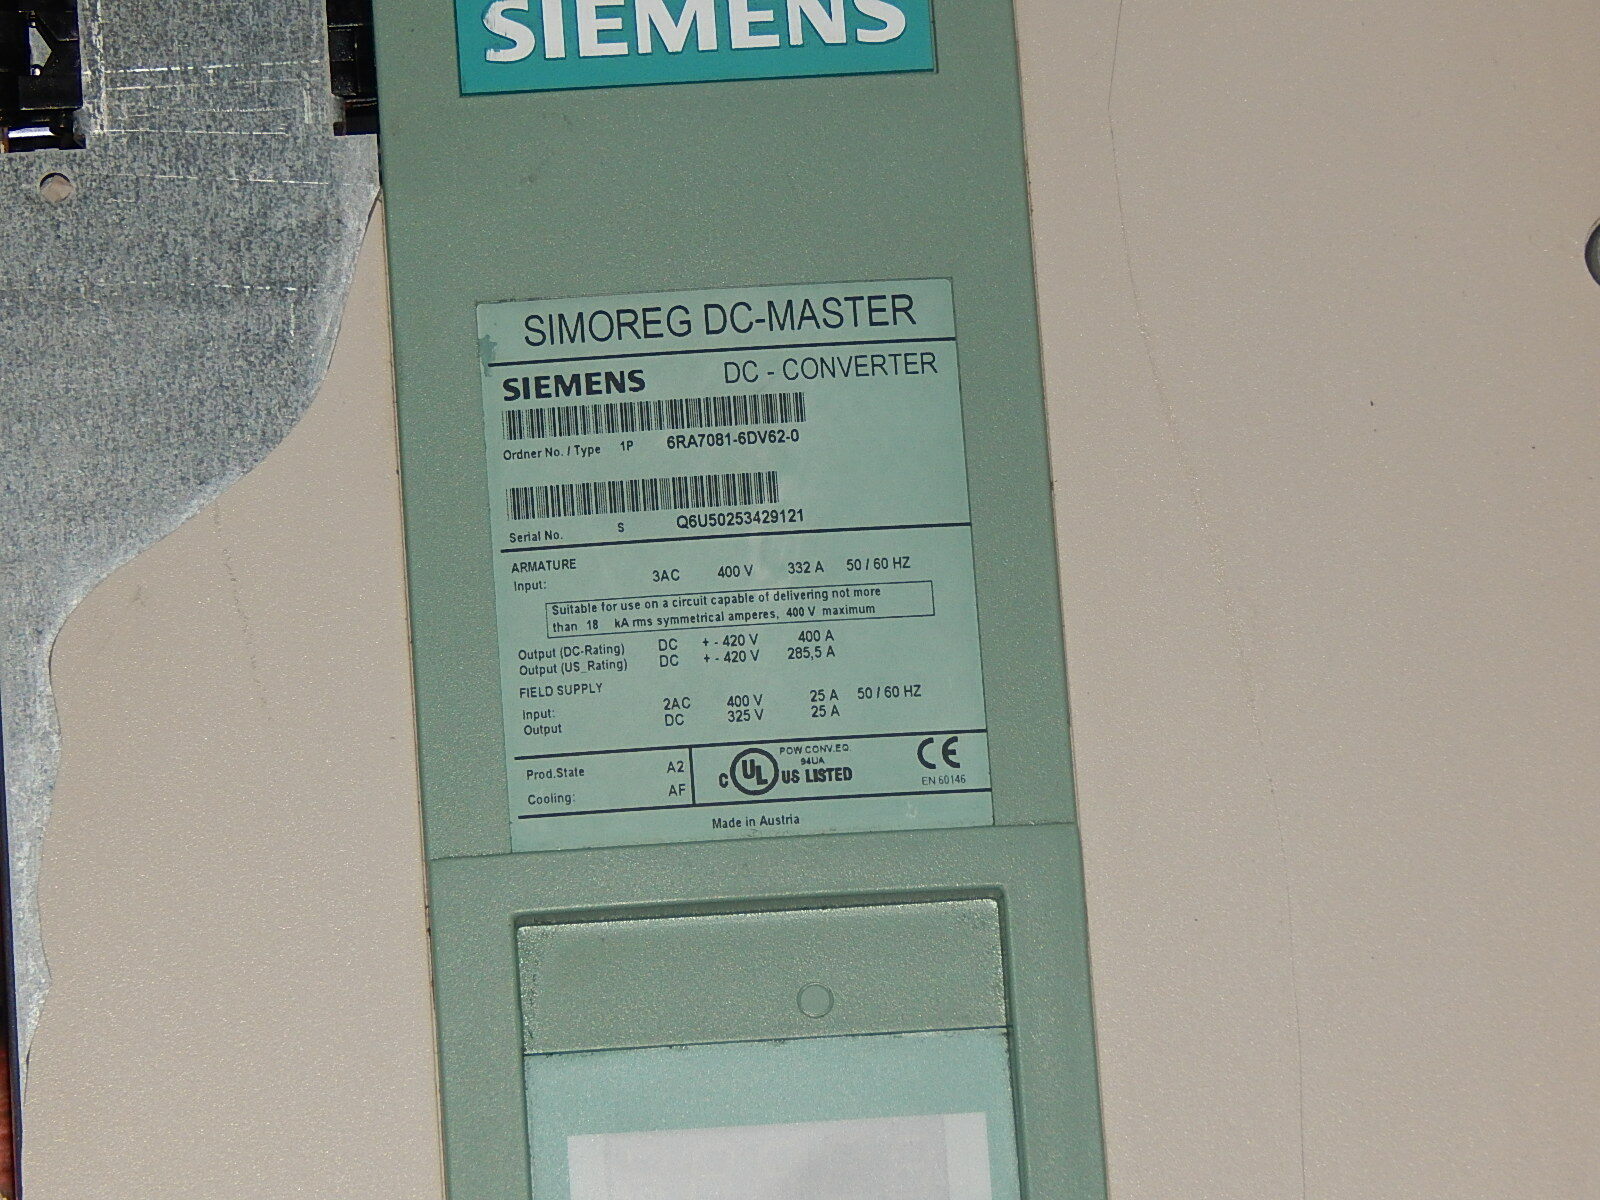 SIEMENS
SIMOREG DC-MASTER
SIEMENS DC - CONVERTER
Ordner No. / Type 1P 6RA7081-6DV62-0
Serial No. S Q6U50253429121
ARMATURE
Input: 3AC 400 V 332 A 50 / 60 HZ
Suitable for use on a circuit capable of delivering not more
than 18 kA rms symmetrical amperes, 400 V maximum
Output (DC-Rating) DC + - 420 V 400 A
Output (US_Rating) DC + - 420 V 285,5 A
FIELD SUPPLY
Input: 2AC 400 V 25 A 50 / 60 HZ
Output DC 325 V 25 A
Prod.State A2
Cooling: AF
POW.CONV.EQ.
94UA
C UL US LISTED
CE
EN 60146
Made in Austria